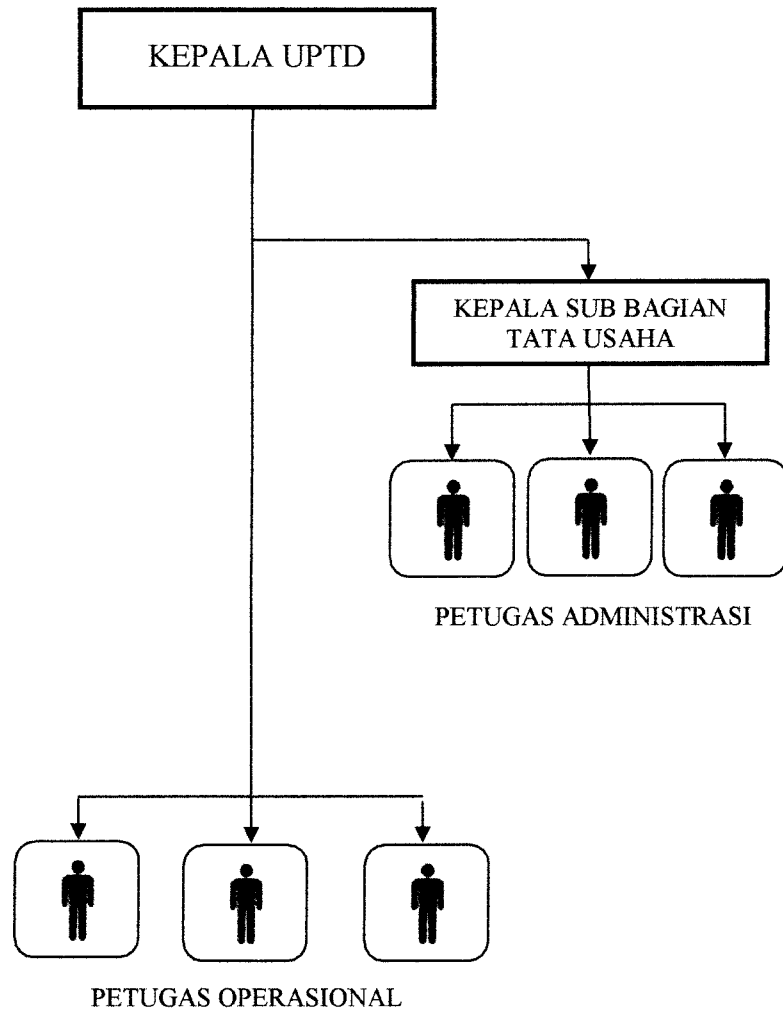 KEPALA UPTD
KEPALA SUB BAGIAN
TATA USAHA
PETUGAS ADMINISTRASI
PETUGAS OPERASIONAL